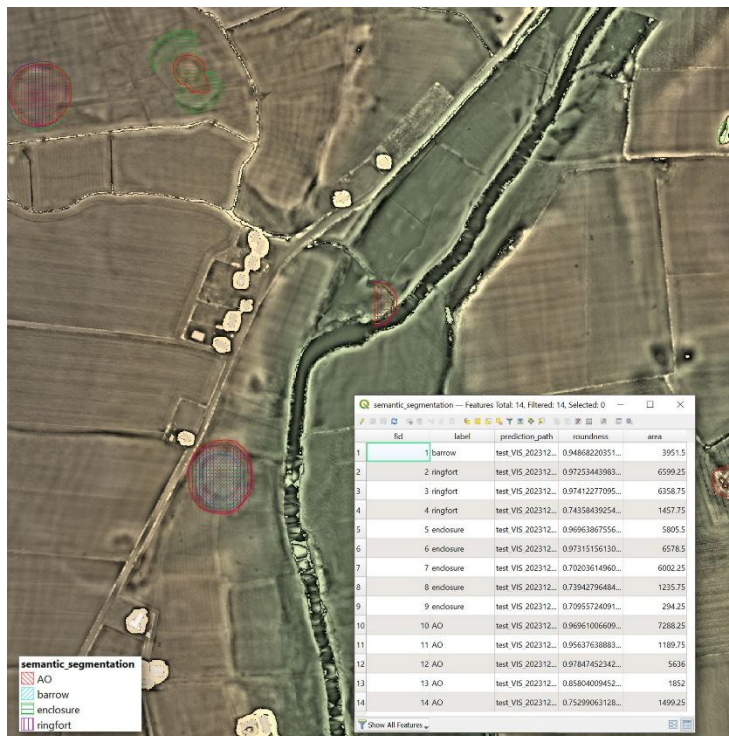 semantic_segmentation — Features Total: 14, Filtered: 14, Selected: 0
fid label prediction_path roundness area
1 1 barrow test_VIS_202312... 0.94868220351... 3951.5
2 2 ringfort test_VIS_202312... 0.97253443983... 6599.25
3 3 ringfort test_VIS_202312... 0.97412277095... 6358.75
4 4 ringfort test_VIS_202312... 0.74358439254... 1457.75
5 5 enclosure test_VIS_202312... 0.96963867556... 5805.5
6 6 enclosure test_VIS_202312... 0.97315156130... 6578.5
7 7 enclosure test_VIS_202312... 0.70203614960... 6002.25
8 8 enclosure test_VIS_202312... 0.73942796484... 1235.75
9 9 enclosure test_VIS_202312... 0.70955724091... 294.25
10 10 AO test_VIS_202312... 0.96961006609... 7288.25
11 11 AO test_VIS_202312... 0.95637638883... 1189.75
12 12 AO test_VIS_202312... 0.97847452342... 5636
13 13 AO test_VIS_202312... 0.85804009452... 1852
14 14 AO test_VIS_202312... 0.75299063128... 1499.25
Show All Features
semantic_segmentation
AO
barrow
enclosure
ringfort